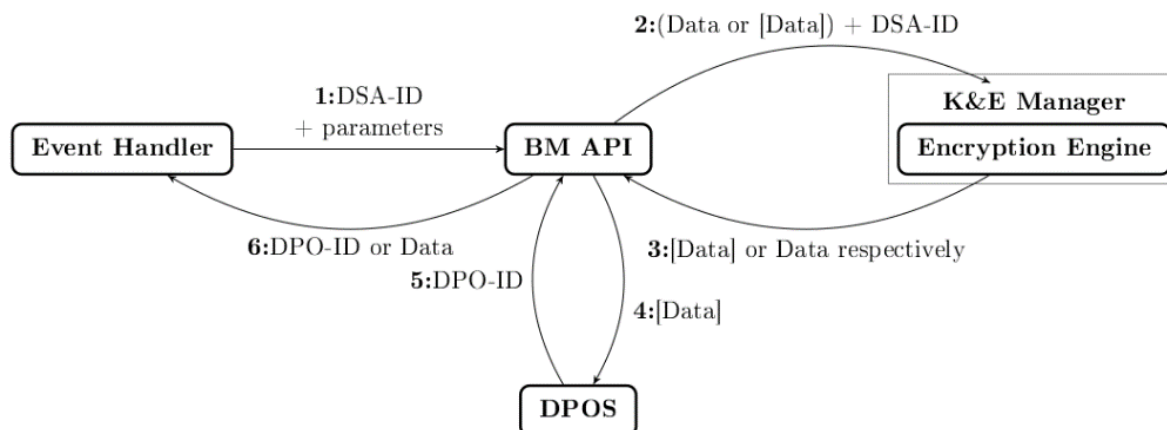 2:(Data or [Data]) + DSA-ID
1:DSA-ID
+ parameters
K&E Manager
Event Handler
BM API
Encryption Engine
6:DPO-ID or Data
3:[Data] or Data respectively
5:DPO-ID
4:[Data]
DPOS